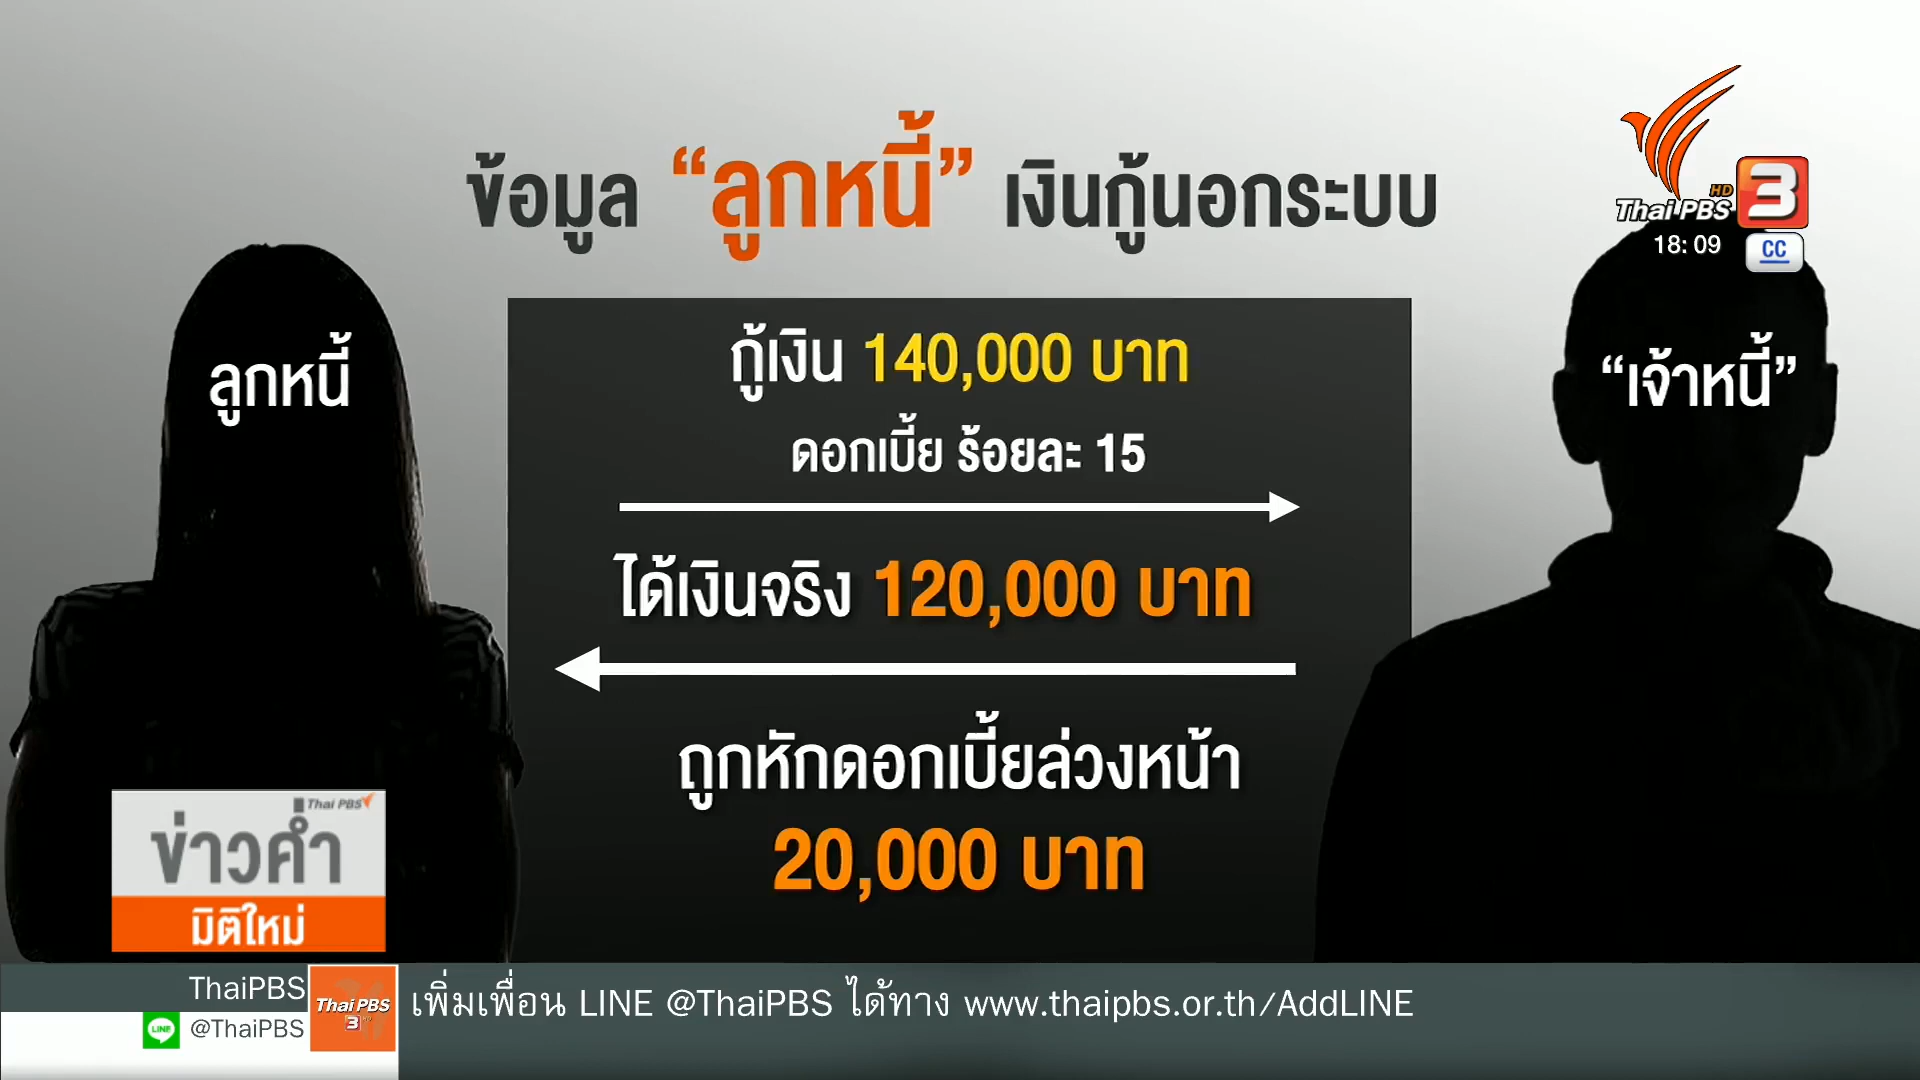 ข้อมูล “ลูกหนี้” เงินกู้นอกระบบ
HD
Thai PBS 3
18: 09
CC
ลูกหนี้
“เจ้าหนี้”
กู้เงิน 140,000 บาท
ดอกเบี้ย ร้อยละ 15
ได้เงินจริง 120,000 บาท
ถูกหักดอกเบี้ยล่วงหน้า
20,000 บาท
Thai PBS
ข่าวค่ำ
มิติใหม่
ThaiPBS
LINE @ThaiPBS
Thai PBS
3
เพิ่มเพื่อน LINE @ThaiPBS ได้ทาง www.thaipbs.or.th/AddLINE